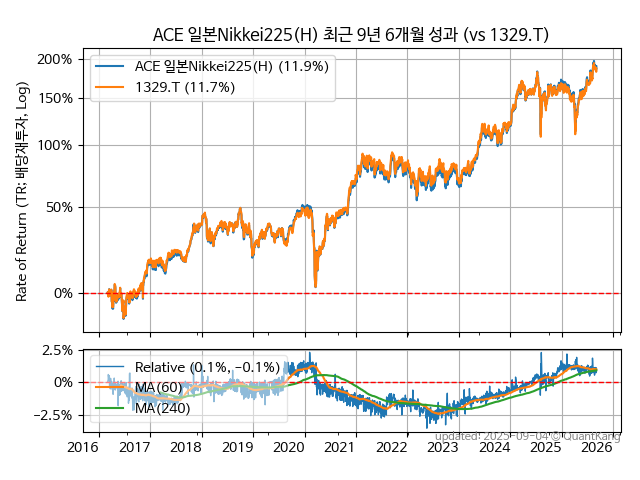 ACE 일본Nikkei225(H) 최근 9년 6개월 성과 (vs 1329.T)
Rate of Return (TR: 배당재투자, Log)
200%
150%
100%
50%
0%
ACE 일본Nikkei225(H) (11.9%)
1329.T (11.7%)
2.5%
0%
−2.5%
Relative (0.1%, −0.1%)
MA(60)
MA(240)
2016 2017 2018 2019 2020 2021 2022 2023 2024 2025 2026
updated: 2025-09-04 © QuantKang